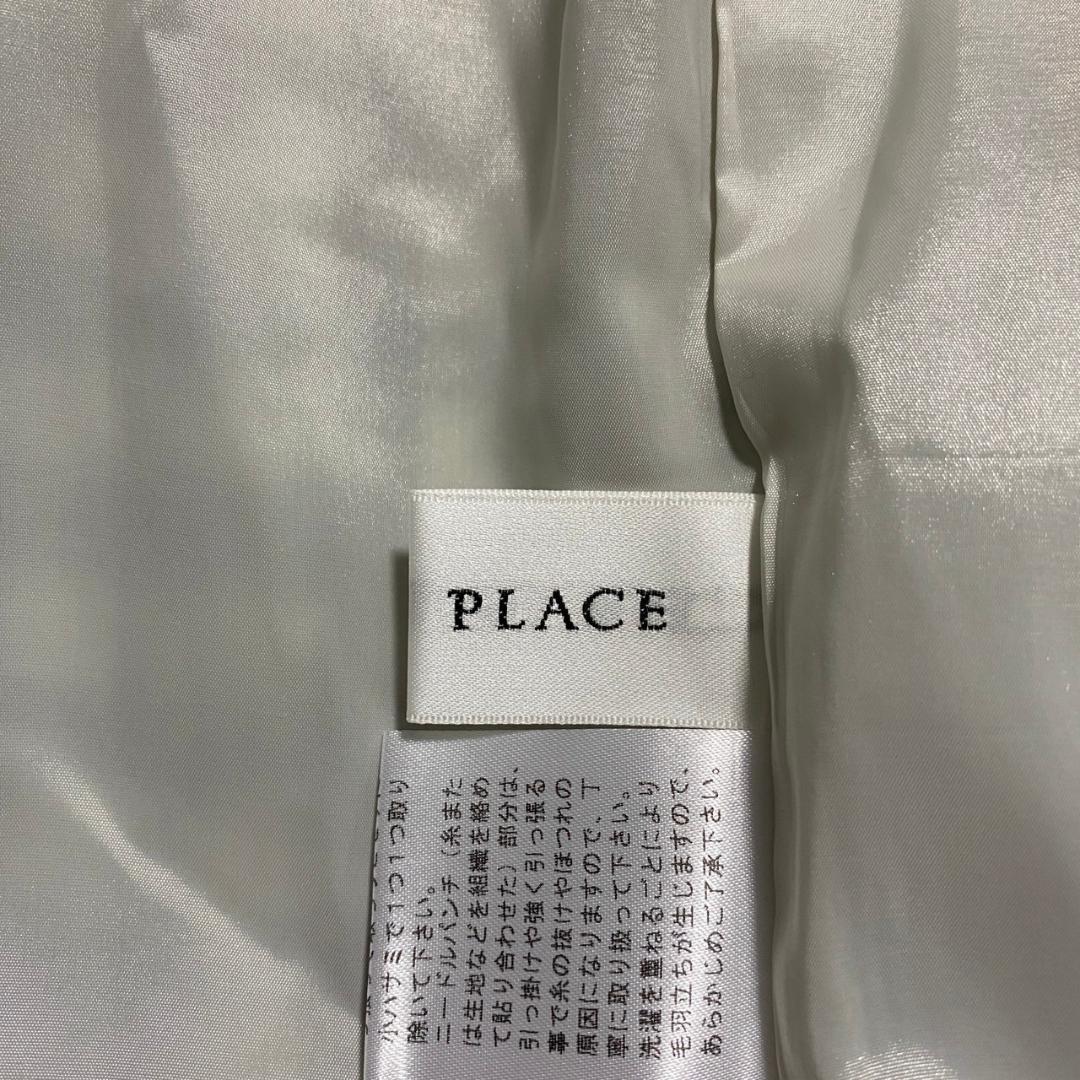 PLACE
小ハサミで1つ1つ取り
除いて下さい。
ニードルパンチ(糸また
は生地などを組織を絡め
て貼り合わせた)部分は、
引っ掛けや強く引っ張る
事で糸の抜けやほつれの
原因になりますので、丁
寧に取り扱って下さい。
洗濯を重ねるごとにより
毛羽立ちが生じますので、
あらかじめご了承下さい。